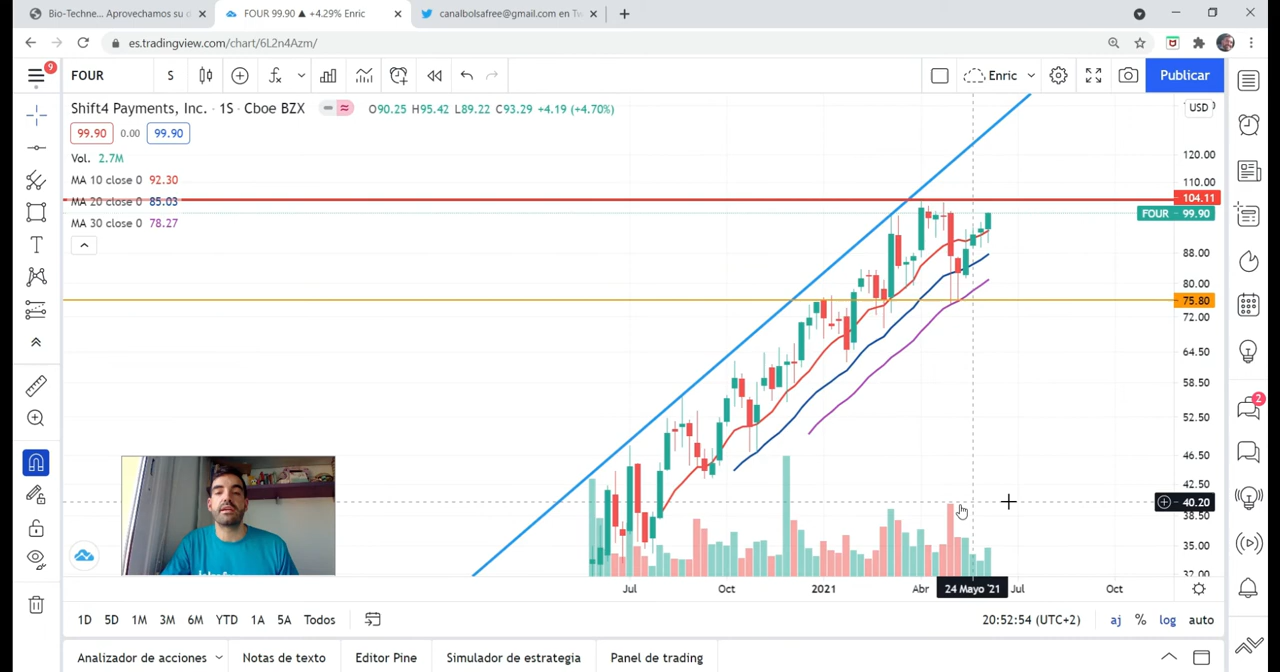 Bio-Techne... Aprovechamos su
FOUR 99.90 ▲ +4.29% Enric
canalbolsafree@gmail.com en Tw
es.tradingview.com/chart/6L2n4Azm/
9
FOUR
S
Enric
Publicar
Shift4 Payments, Inc. · 1S · Cboe BZX
O90.25 H95.42 L89.22 C93.29 +4.19 (+4.70%)
USD
99.90 0.00 99.90
Vol. 2.7M
MA 10 close 0 92.30
MA 20 close 0 85.03
MA 30 close 0 78.27
120.00
110.00
104.11
FOUR 99.90
88.00
80.00
75.80
72.00
64.50
58.50
52.50
46.50
42.50
40.20
38.50
35.00
32.00
2
Jul Oct 2021 Abr 24 Mayo '21 Jul Oct
1D 5D 1M 3M 6M YTD 1A 5A Todos
20:52:54 (UTC+2) aj % log auto
Analizador de acciones Notas de texto Editor Pine Simulador de estrategia Panel de trading